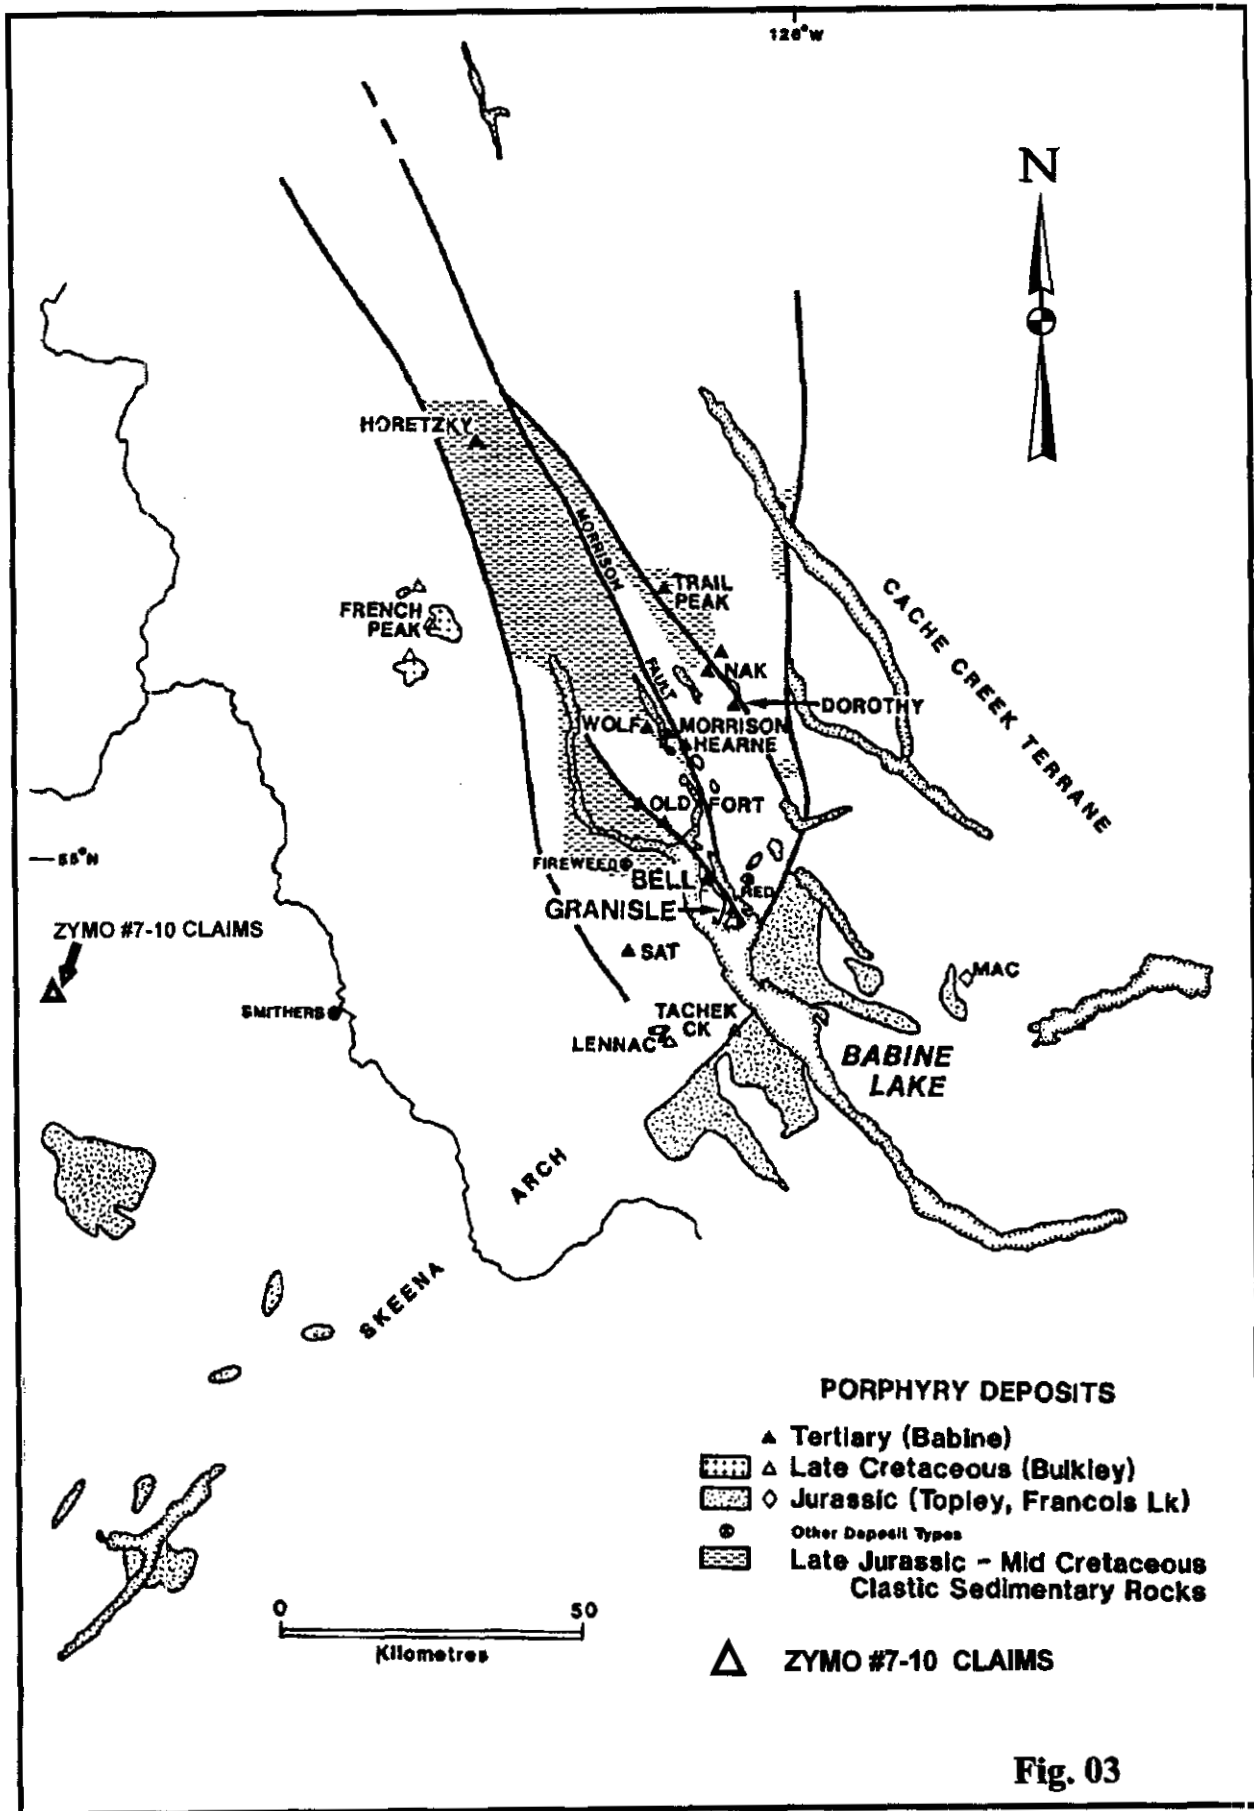 126°W
N
HORETZKY
MORRISON
TRAIL
PEAK
CACHE CREEK TERRANE
FRENCH
PEAK
FAULT
NAK
DOROTHY
WOLF
MORRISON
HEARNE
OLD FORT
55°N
FIREWEED
BELL
RED
GRANISLE
ZYMO #7-10 CLAIMS
SAT
MAC
SMITHERS
TACHEK
CK
LENNAC
BABINE
LAKE
ARCH
SKEENA
PORPHYRY DEPOSITS
Tertiary (Babine)
Late Cretaceous (Bulkley)
Jurassic (Topley, Francois Lk)
Other Deposit Types
Late Jurassic - Mid Cretaceous
Clastic Sedimentary Rocks
0 50
Kilometres
ZYMO #7-10 CLAIMS
Fig. 03